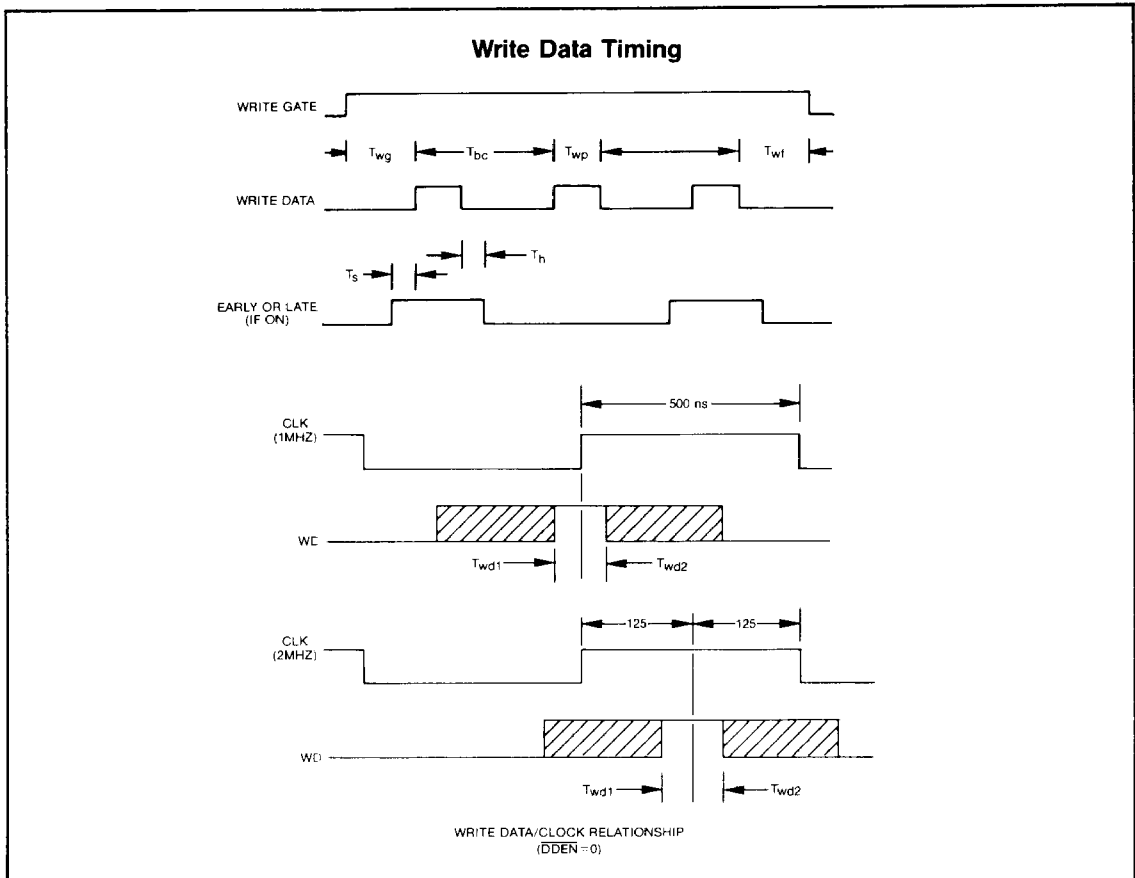 Write Data Timing
WRITE GATE
Twg
Tbc
Twp
Twf
WRITE DATA
Th
Ts
EARLY OR LATE
(IF ON)
500 ns
CLK
(1MHZ)
WD
Twd1
Twd2
125
125
CLK
(2MHZ)
WD
Twd1
Twd2
WRITE DATA/CLOCK RELATIONSHIP
(D̅D̅E̅N̅=0)